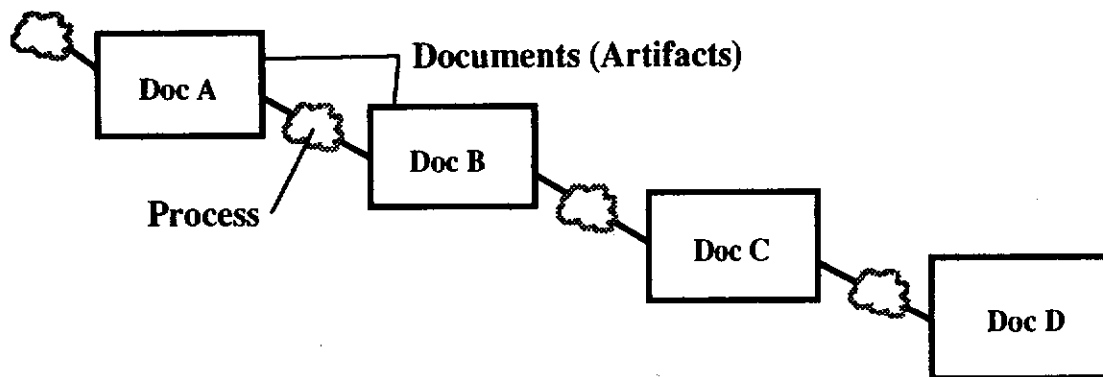 Documents (Artifacts)
Doc A
Doc B
Process
Doc C
Doc D